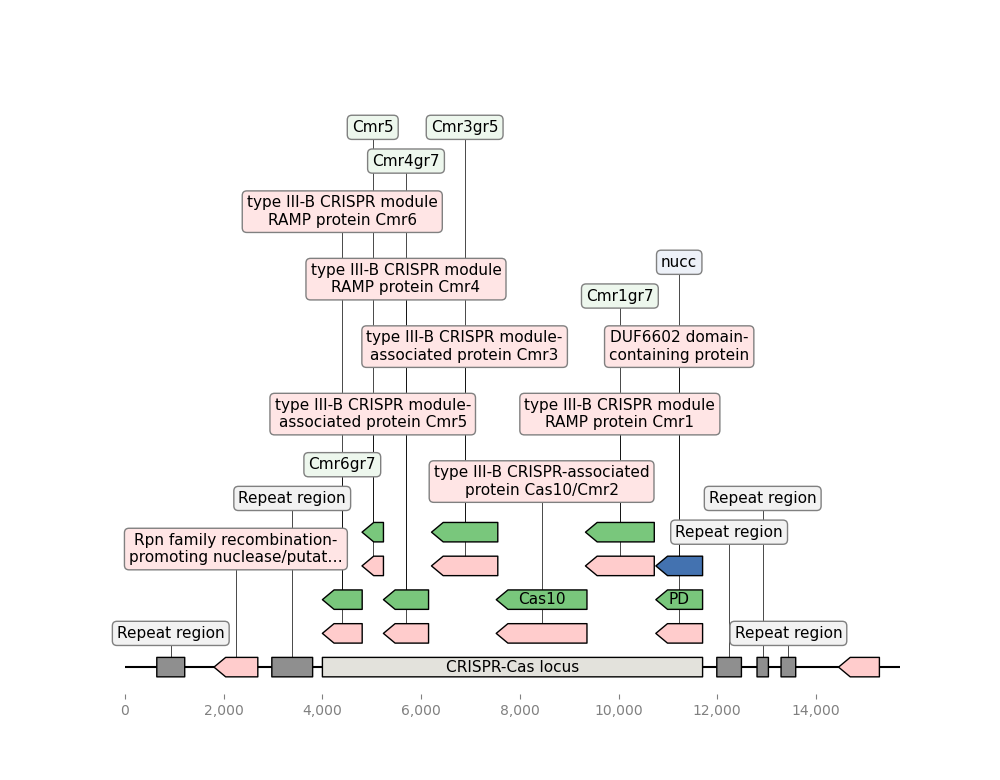 Cmr5
Cmr3gr5
Cmr4gr7
type III-B CRISPR module
RAMP protein Cmr6
nucc
type III-B CRISPR module
RAMP protein Cmr4
Cmr1gr7
type III-B CRISPR module-
associated protein Cmr3
DUF6602 domain-
containing protein
type III-B CRISPR module-
associated protein Cmr5
type III-B CRISPR module
RAMP protein Cmr1
Cmr6gr7
type III-B CRISPR-associated
protein Cas10/Cmr2
Repeat region
Repeat region
Repeat region
Rpn family recombination-
promoting nuclease/putat...
Cas10
PD
Repeat region
Repeat region
CRISPR-Cas locus
0
2,000
4,000
6,000
8,000
10,000
12,000
14,000